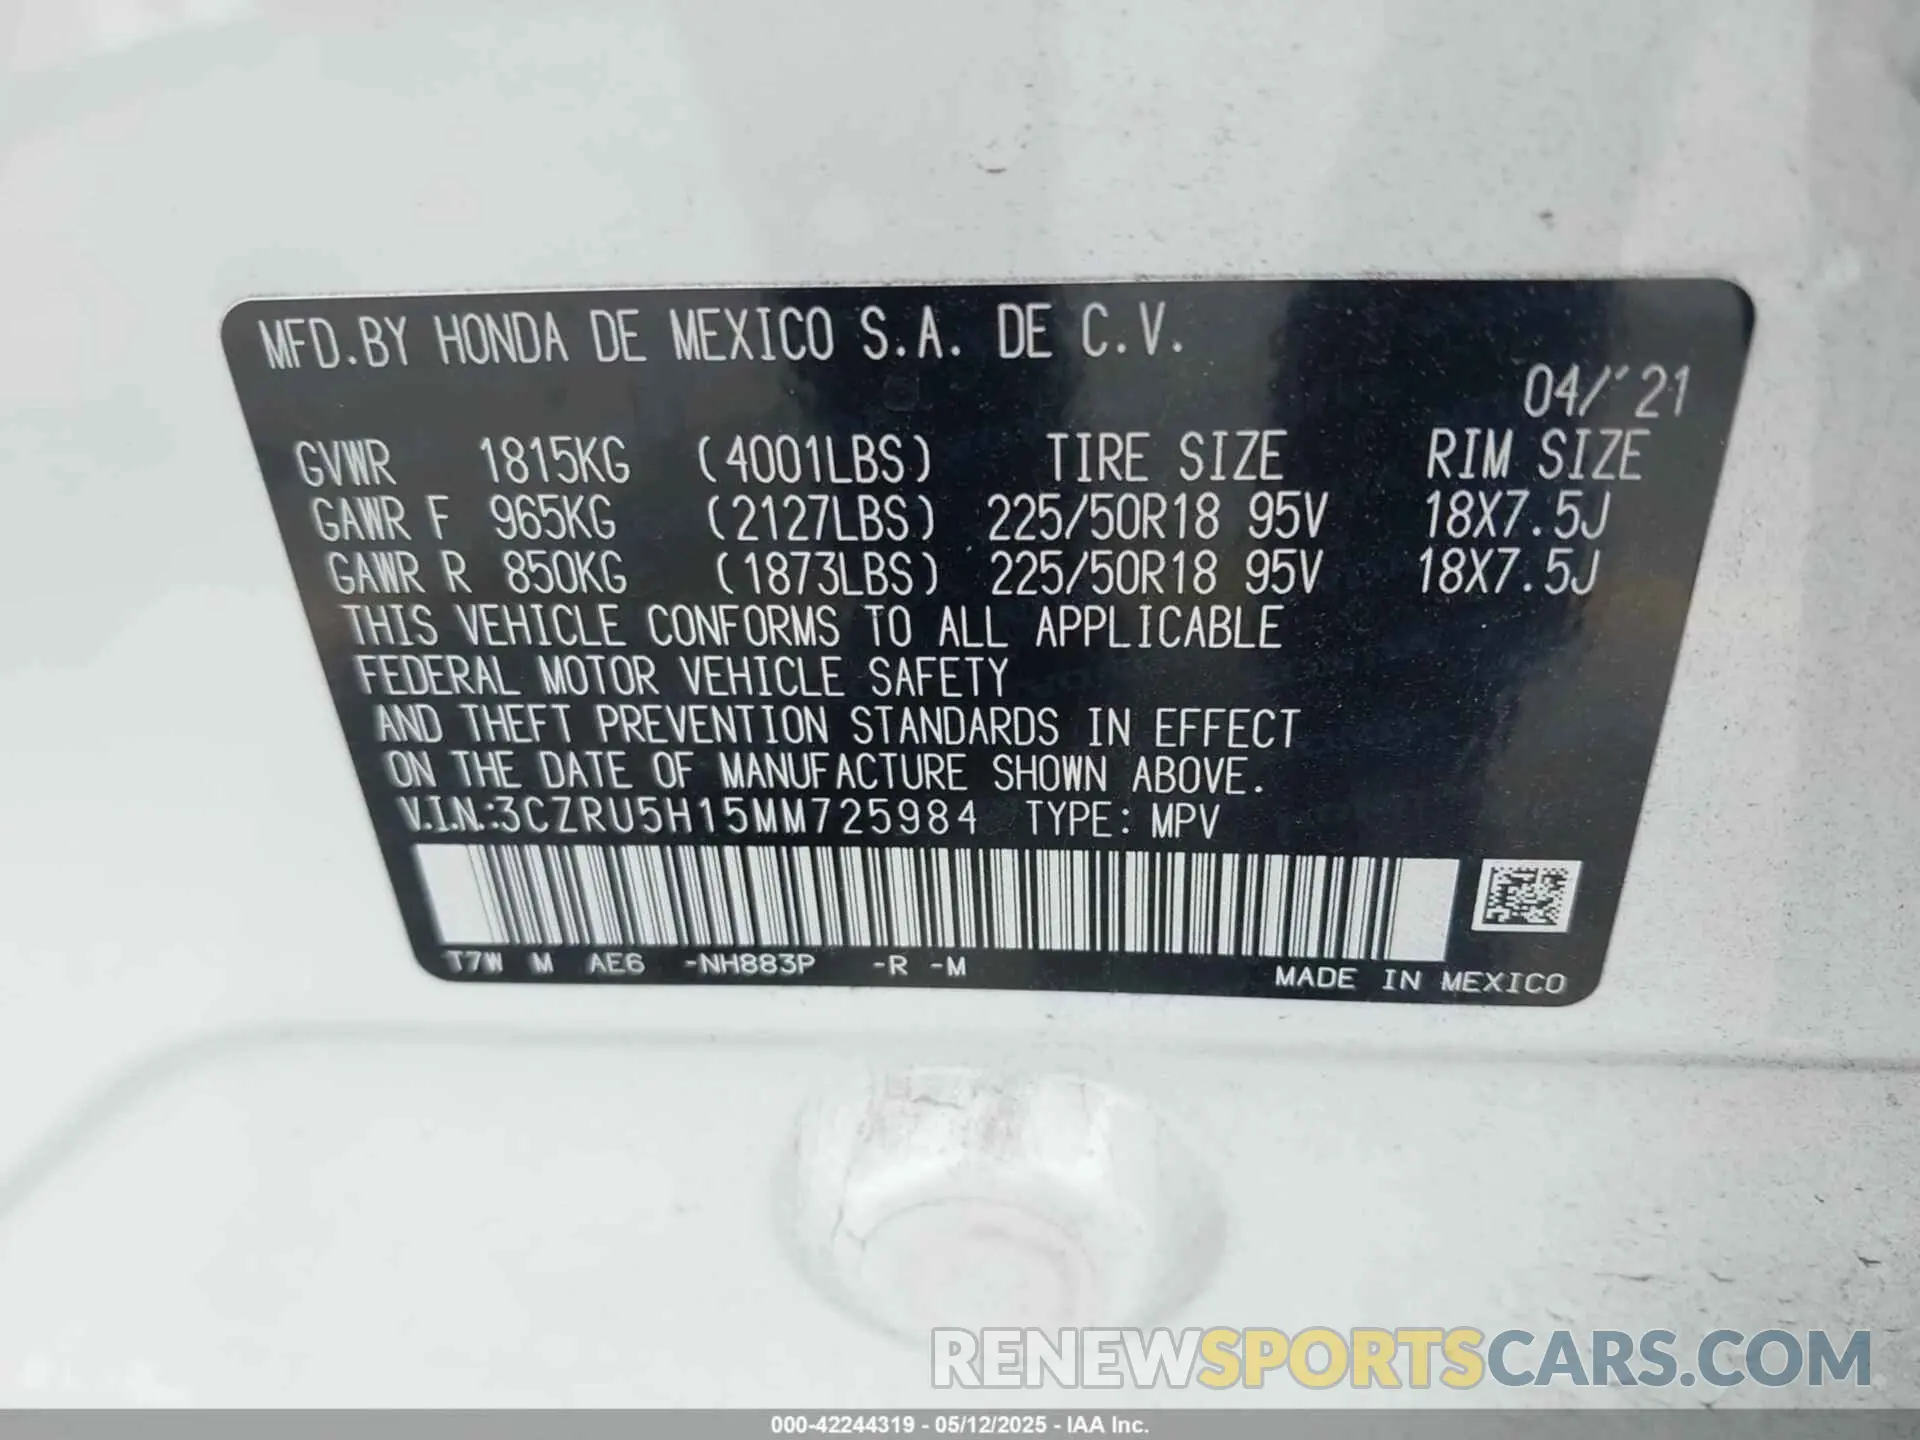 MFD.BY HONDA DE MEXICO S.A. DE C.V.
04/'21
GVWR 1815KG (4001LBS) TIRE SIZE RIM SIZE
GAWR F 965KG (2127LBS) 225/50R18 95V 18X7.5J
GAWR R 850KG (1873LBS) 225/50R18 95V 18X7.5J
THIS VEHICLE CONFORMS TO ALL APPLICABLE
FEDERAL MOTOR VEHICLE SAFETY
AND THEFT PREVENTION STANDARDS IN EFFECT
ON THE DATE OF MANUFACTURE SHOWN ABOVE.
V.I.N.:3CZRU5H15MM725984 TYPE: MPV
T7W M AE6 -NH883P -R -M MADE IN MEXICO
RENEWSPORTSCARS.COM
000-42244319 - 05/12/2025 - IAA Inc.